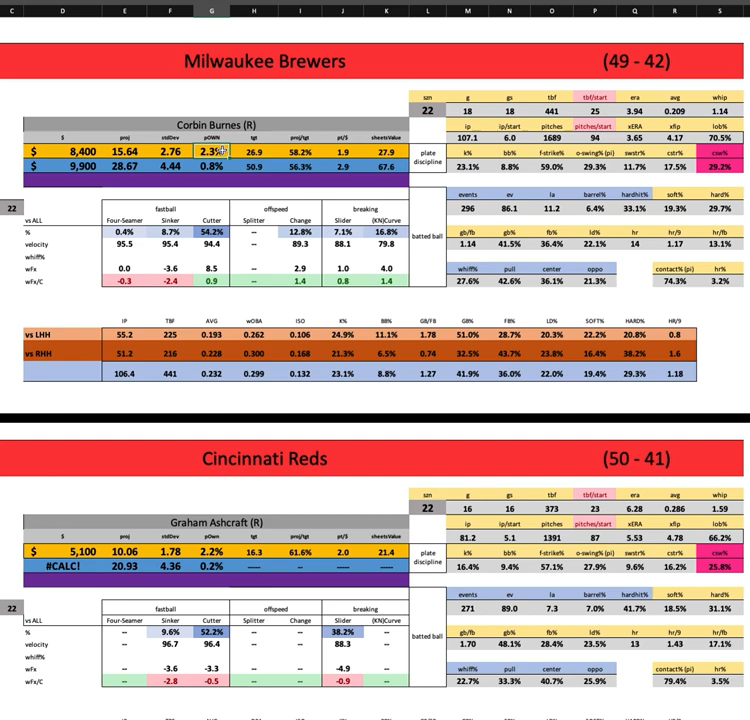 C D E F G H I J K L M N O P Q R S
Milwaukee Brewers (49 - 42)
szn g gs tbf tbf/start era avg whip
22 18 18 441 25 3.94 0.209 1.14
Corbin Burnes (R) ip ip/start pitches pitches/start xERA xfip lob%
$ proj stdDev pOWN tgt proj/tgt pt/$ sheetsValue 107.1 6.0 1689 94 3.65 4.17 70.5%
$ 8,400 15.64 2.76 2.3% 26.9 58.2% 1.9 27.9 plate discipline k% bb% f-strike% o-swing% (pi) swstr% cstr% csw%
$ 9,900 28.67 4.44 0.8% 50.9 56.3% 2.9 67.6 23.1% 8.8% 59.0% 29.3% 11.7% 17.5% 29.2%
events ev la barrel% hardhit% soft% hard%
22 fastball offspeed breaking 296 86.1 11.2 6.4% 33.1% 19.3% 29.7%
vs ALL Four-Seamer Sinker Cutter Splitter Change Slider (KN)Curve
% 0.4% 8.7% 54.2% -- 12.8% 7.1% 16.8% batted ball gb/fb gb% fb% ld% hr hr/9 hr/fb
velocity 95.5 95.4 94.4 -- 89.3 88.1 79.8 1.14 41.5% 36.4% 22.1% 14 1.17 13.1%
whiff%
wFx 0.0 -3.6 8.5 -- 2.9 1.0 4.0 whiff% pull center oppo contact% (pi) hr%
wFx/C -0.3 -2.4 0.9 -- 1.4 0.8 1.4 27.6% 42.6% 36.1% 21.3% 74.3% 3.2%
IP TBF AVG wOBA ISO K% BB% GB/FB GB% FB% LD% SOFT% HARD% HR/9
vs LHH 55.2 225 0.193 0.262 0.106 24.9% 11.1% 1.78 51.0% 28.7% 20.3% 22.2% 20.8% 0.8
vs RHH 51.2 216 0.228 0.300 0.168 21.3% 6.5% 0.74 32.5% 43.7% 23.8% 16.4% 38.2% 1.6
106.4 441 0.232 0.299 0.132 23.1% 8.8% 1.27 41.9% 36.0% 22.0% 19.4% 29.3% 1.18
Cincinnati Reds (50 - 41)
szn g gs tbf tbf/start era avg whip
22 16 16 373 23 6.28 0.286 1.59
Graham Ashcraft (R) ip ip/start pitches pitches/start xERA xfip lob%
$ proj stdDev pOwn tgt proj/tgt pt/$ sheetsValue 81.2 5.1 1391 87 5.53 4.78 66.2%
$ 5,100 10.06 1.78 2.2% 16.3 61.6% 2.0 21.4 plate discipline k% bb% f-strike% o-swing% (pi) swstr% cstr% csw%
#CALC! 20.93 4.36 0.2% ---- ---- -- ---- 16.4% 9.4% 57.1% 27.9% 9.6% 16.2% 25.8%
events ev la barrel% hardhit% soft% hard%
22 fastball offspeed breaking 271 89.0 7.3 7.0% 41.7% 18.5% 31.1%
vs ALL Four-Seamer Sinker Cutter Splitter Change Slider (KN)Curve
% -- 9.6% 52.2% -- -- 38.2% -- batted ball gb/fb gb% fb% ld% hr hr/9 hr/fb
velocity -- 96.7 96.4 -- -- 88.3 -- 1.70 48.1% 28.4% 23.5% 13 1.43 17.1%
whiff%
wFx -- -3.6 -3.3 -- -- -4.9 -- whiff% pull center oppo contact% (pi) hr%
wFx/C -- -2.8 -0.5 -- -- -0.9 -- 22.7% 33.3% 40.7% 25.9% 79.4% 3.5%